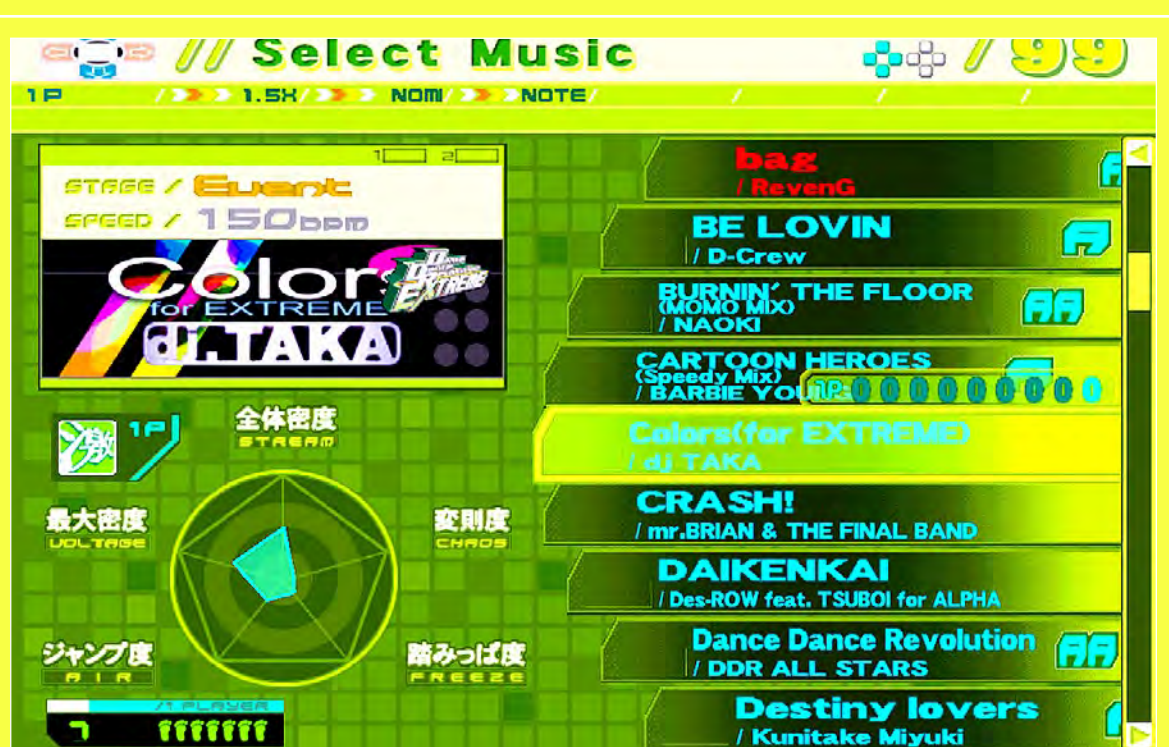 // Select Music
/ 99
1P / 1.5X / NOMI / NOTE /
1 2
STAGE / Event
SPEED / 150bpm
Colors
for EXTREME
EXTREME
dj.TAKA
激 1P
全体密度
STREAM
最大密度
VOLTAGE
変則度
CHAOS
ジャンプ度
AIR
踏みっぱ度
FREEZE
/1 PLAYER
7
bag
/ RevenG
A
BE LOVIN
/ D-Crew
A
BURNIN´ THE FLOOR
(MOMO MIX)
/ NAOKI
AA
CARTOON HEROES
(Speedy Mix)
/ BARBIE YOUNG
1P 000000000
Colors(for EXTREME)
/ dj TAKA
CRASH!
/ mr.BRIAN & THE FINAL BAND
DAIKENKAI
/ Des-ROW feat. TSUBOI for ALPHA
Dance Dance Revolution
/ DDR ALL STARS
AA
Destiny lovers
/ Kunitake Miyuki